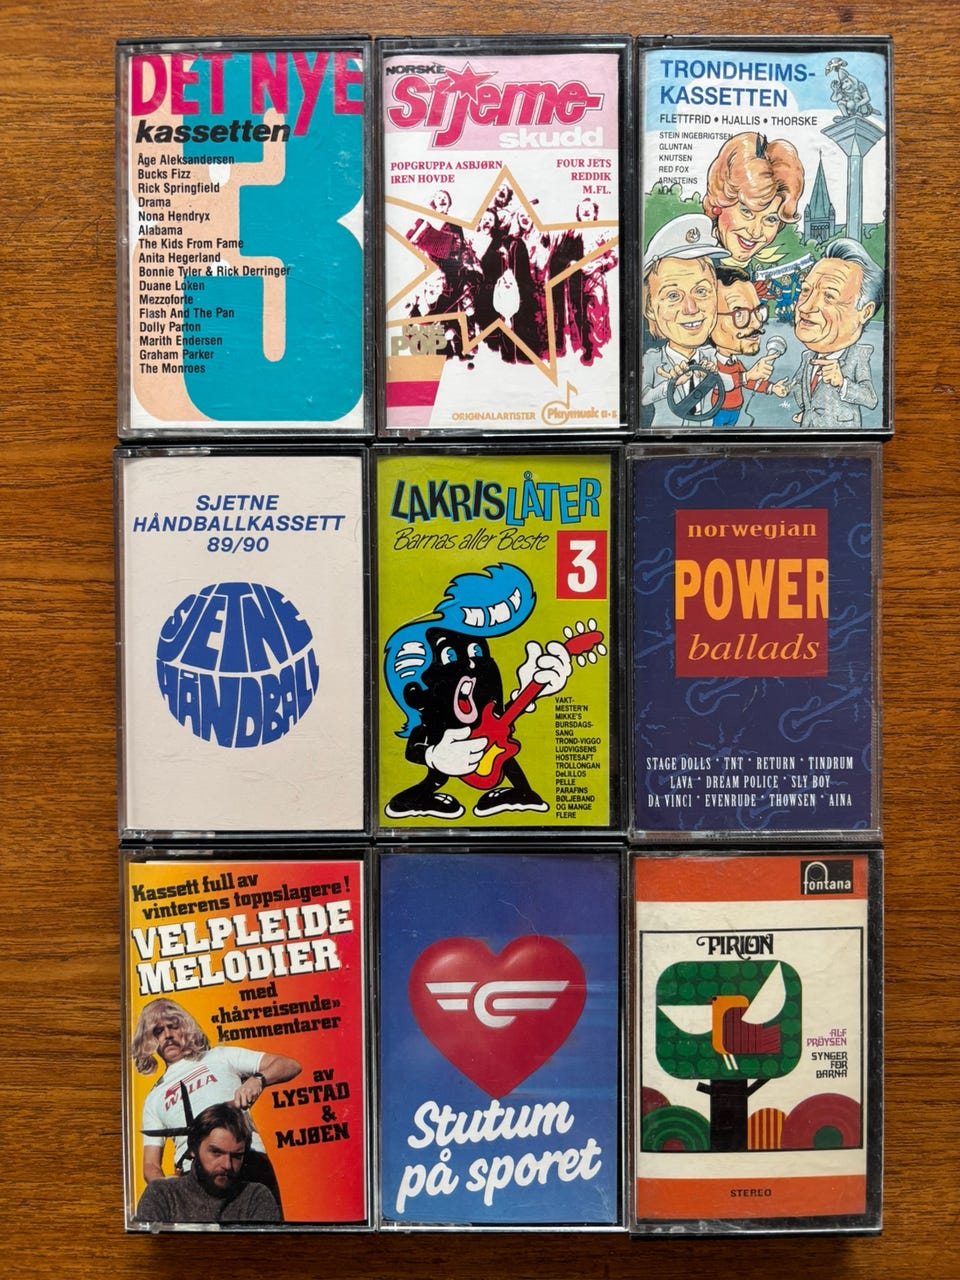 DET NYE
kassetten
3
Åge Aleksandersen
Bucks Fizz
Rick Springfield
Drama
Nona Hendryx
Alabama
The Kids From Fame
Anita Hegerland
Bonnie Tyler & Rick Derringer
Duane Loken
Mezzoforte
Flash And The Pan
Dolly Parton
Marith Endersen
Graham Parker
The Monroes
NORSKE
Stjerne-
skudd
POPGRUPPA ASBJØRN
IREN HOVDE
FOUR JETS
REDDIK
M.FL.
POP
ORIGINALARTISTER
Playmusic
TRONDHEIMS-
KASSETTEN
FLETTFRID • HJALLIS • THORSKE
STEIN INGEBRIGTSEN
GLUNTAN
KNUTSEN
RED FOX
ARNSTEINS
SJETNE
HÅNDBALLKASSETT
89/90
SJETNE
HÅNDBALL
LAKRISLÅTER
Barnas aller Beste
3
VAKT-
MESTER'N
MIKKE'S
BURSDAGS-
SANG
TROND-VIGGO
LUDVIGSENS
HOSTESAFT
TROLLONGAN
DeLILLOS
PELLE
PARAFINS
BØLJEBAND
OG MANGE
FLERE
norwegian
POWER
ballads
STAGE DOLLS * TNT * RETURN * TINDRUM
LAVA * DREAM POLICE * SLY BOY
DA VINCI * EVENRUDE * THOWSEN * AINA
Kassett full av
vinterens toppslagere!
VELPLEIDE
MELODIER
med
«hårreisende»
kommentarer
av
LYSTAD
&
MJØEN
WELLA
Stutum
på sporet
fontana
PIRION
ALF
PRØYSEN
SYNGER
FOR
BARNA
STEREO